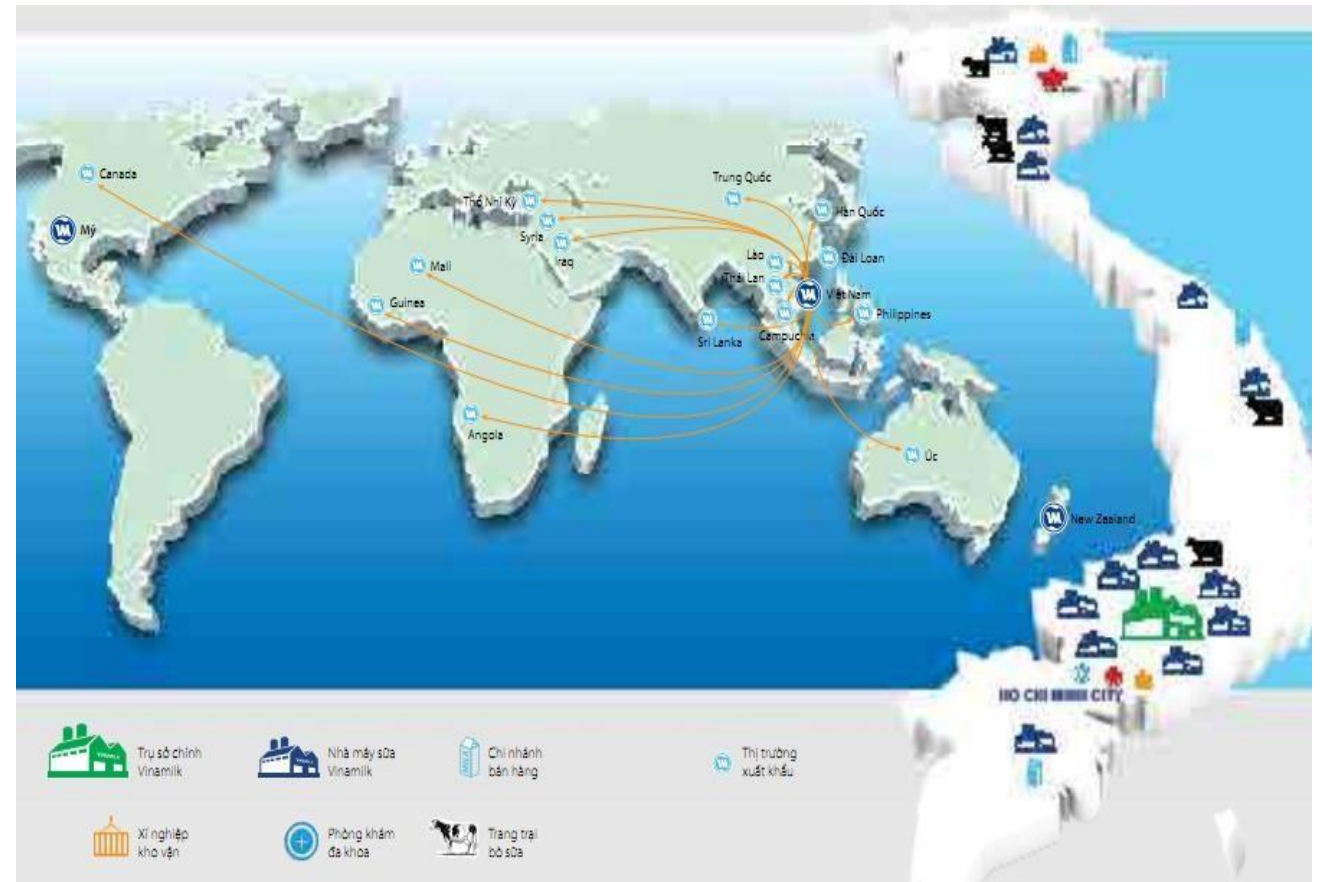 Canada
Mỹ
Thổ Nhĩ Kỳ
Syria
Iraq
Mali
Guinea
Angola
Trung Quốc
Hàn Quốc
Lào
Đài Loan
Thái Lan
Việt Nam
Philippines
Campuchia
Sri Lanka
Úc
New Zealand
HO CHI MINH CITY
Trụ sở chính
Vinamilk
Nhà máy sữa
Vinamilk
Chi nhánh
bán hàng
Thị trường
xuất khẩu
Xí nghiệp
kho vận
Phòng khám
đa khoa
Trang trại
bò sữa
MILK